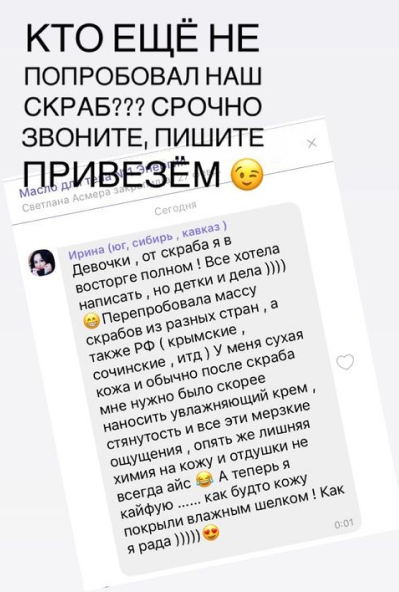 КТО ЕЩЁ НЕ
ПОПРОБОВАЛ НАШ
СКРАБ??? СРОЧНО
ЗВОНИТЕ, ПИШИТЕ
ПРИВЕЗЁМ 😉
Масло для тела
Светлана Асмера
Сегодня
Ирина (юг, сибирь , кавказ )
Девочки , от скраба я в
восторге полном ! Все хотела
написать , но детки и дела ))))
😁Перепробовала массу
скрабов из разных стран , а
также РФ ( крымские ,
сочинские , итд ) У меня сухая
кожа и обычно после скраба
мне нужно было скорее
наносить увлажняющий крем ,
стянутость и все эти мерзкие
ощущения , опять же лишняя
химия на кожу и отдушки не
всегда айс 😂 А теперь я
кайфую ...... как будто кожу
покрыли влажным шелком ! Как
я рада )))))😍
0:01